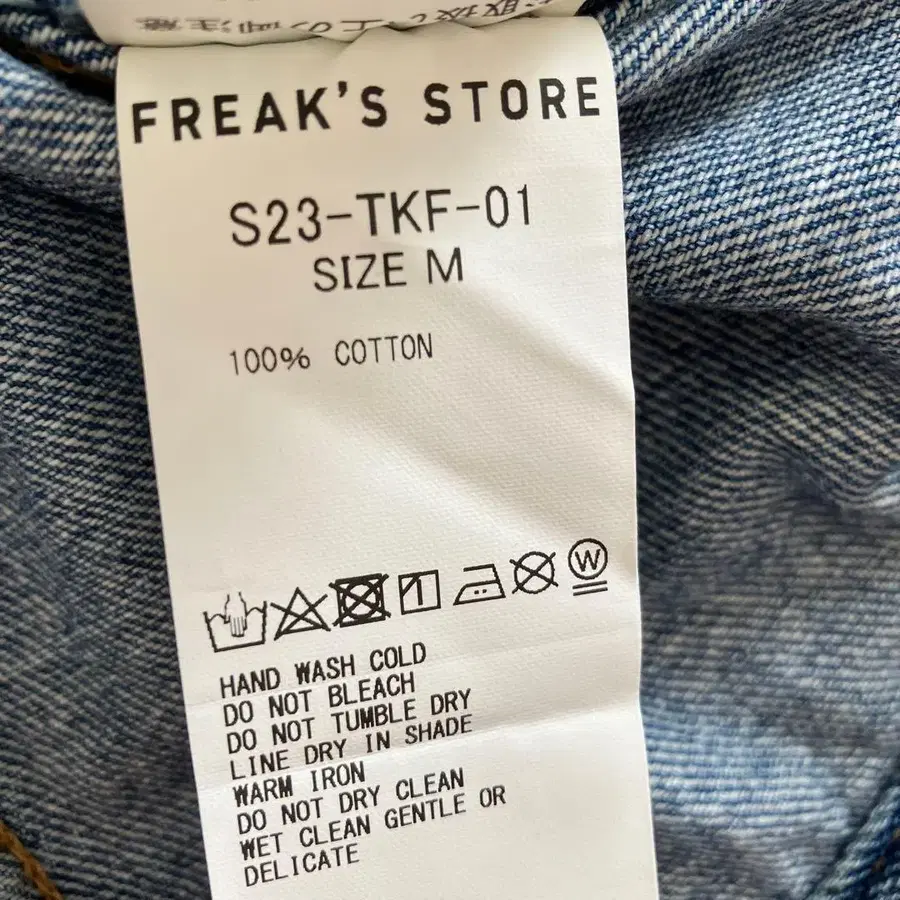 FREAK'S STORE
S23-TKF-01
SIZE M
100% COTTON
W
HAND WASH COLD
DO NOT BLEACH
DO NOT TUMBLE DRY
LINE DRY IN SHADE
WARM IRON
DO NOT DRY CLEAN
WET CLEAN GENTLE OR
DELICATE